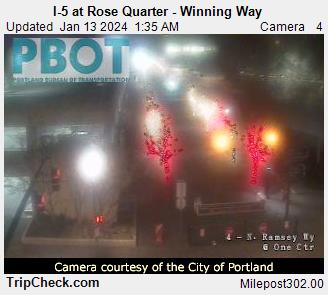 I-5 at Rose Quarter - Winning Way
Updated Jan 13 2024 1:35 AM Camera 4
PBOT
PORTLAND BUREAU OF TRANSPORTATION
4 - N. Ramsey Wy
@ One Ctr
Camera courtesy of the City of Portland
TripCheck.com Milepost302.00